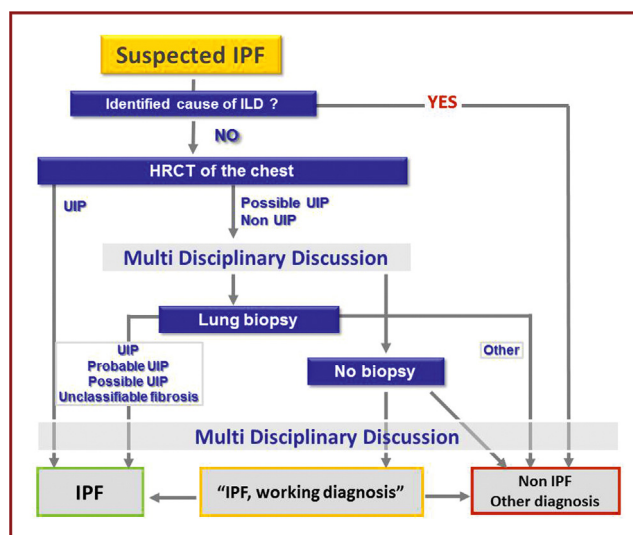 Suspected IPF
Identified cause of ILD ?
YES
NO
HRCT of the chest
UIP
Possible UIP
Non UIP
Multi Disciplinary Discussion
Lung biopsy
UIP
Probable UIP
Possible UIP
Unclassifiable fibrosis
Other
No biopsy
Multi Disciplinary Discussion
IPF
“IPF, working diagnosis”
Non IPF
Other diagnosis